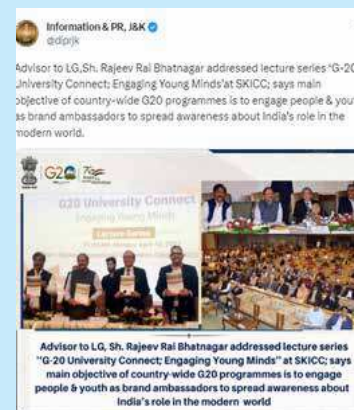 Information & PR, J&K
@diprjk
Advisor to LG,Sh. Rajeev Rai Bhatnagar addressed lecture series 'G-20
University Connect; Engaging Young Minds'at SKICC; says main
objective of country-wide G20 programmes is to engage people & yout
as brand ambassadors to spread awareness about India's role in the
modern world.
G20
G20 University Connect
Engaging Young Minds
Lecture Series
Advisor to LG, Sh. Rajeev Rai Bhatnagar addressed lecture series
"G-20 University Connect; Engaging Young Minds" at SKICC; says
main objective of country-wide G20 programmes is to engage
people & youth as brand ambassadors to spread awareness about
India's role in the modern world